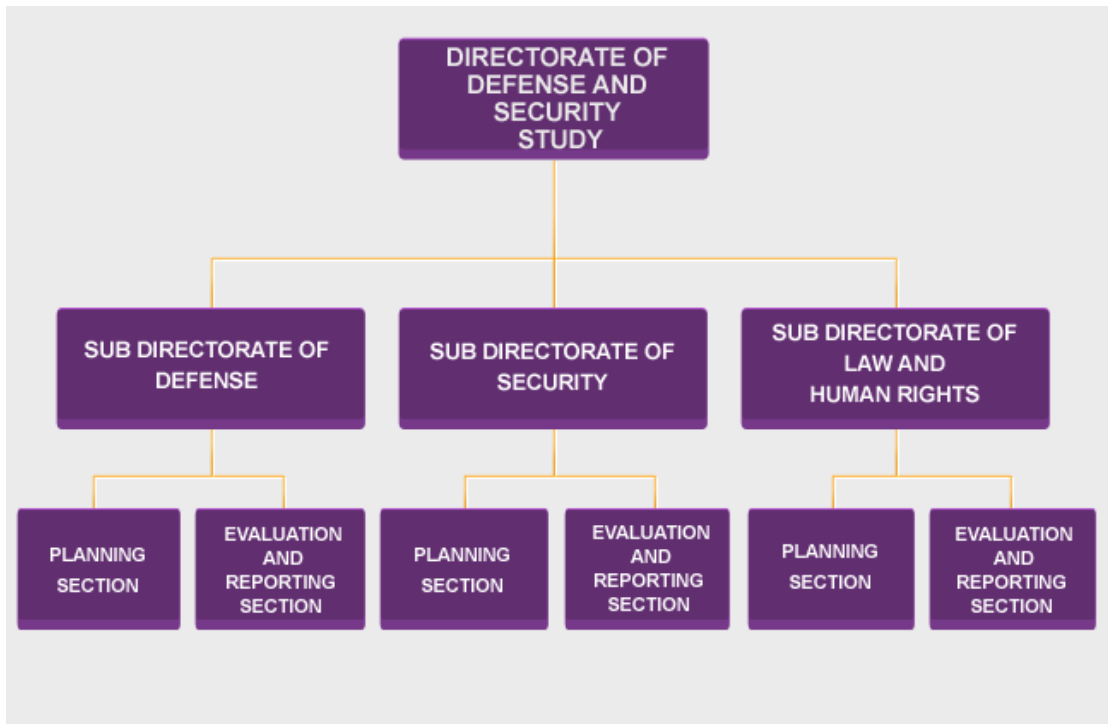 DIRECTORATE OF
DEFENSE AND
SECURITY
STUDY
SUB DIRECTORATE OF
DEFENSE
SUB DIRECTORATE OF
SECURITY
SUB DIRECTORATE OF
LAW AND
HUMAN RIGHTS
PLANNING
SECTION
EVALUATION
AND
REPORTING
SECTION
PLANNING
SECTION
EVALUATION
AND
REPORTING
SECTION
PLANNING
SECTION
EVALUATION
AND
REPORTING
SECTION